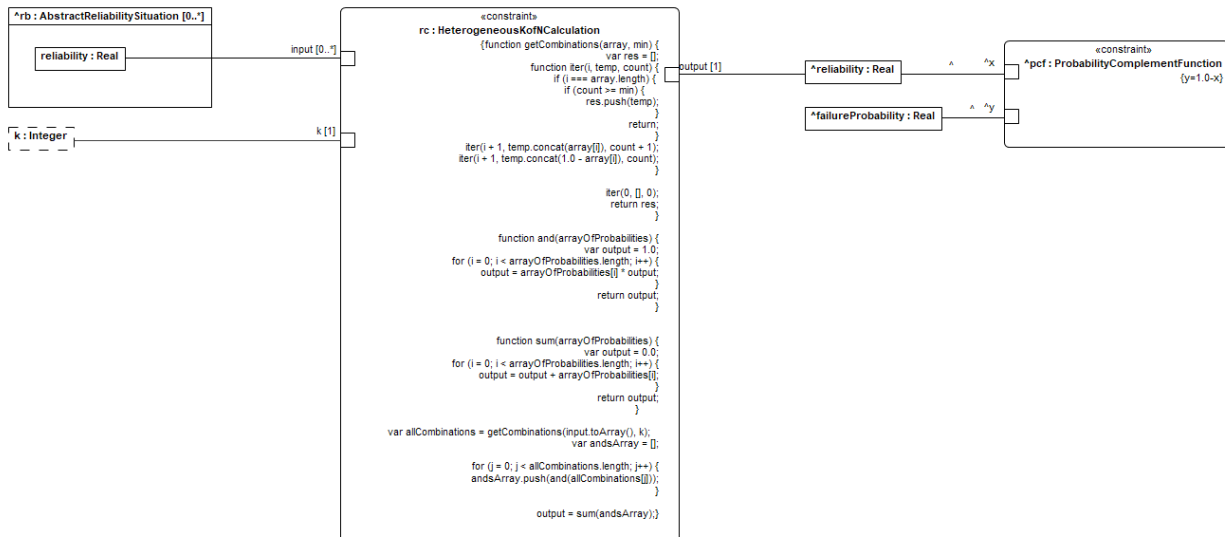 ^rb : AbstractReliabilitySituation [0..*]
reliability : Real
input [0..*]
k : Integer
k [1]
«constraint»
rc : HeterogeneousKofNCalculation
{function getCombinations(array, min) {
var res = [];
function iter(i, temp, count) {
if (i === array.length) {
if (count >= min) {
res.push(temp);
}
return;
}
iter(i + 1, temp.concat(array[i]), count + 1);
iter(i + 1, temp.concat(1.0 - array[i]), count);
}
iter(0, [], 0);
return res;
}
function and(arrayOfProbabilities) {
var output = 1.0;
for (i = 0; i < arrayOfProbabilities.length; i++) {
output = arrayOfProbabilities[i] * output;
}
return output;
}
function sum(arrayOfProbabilities) {
var output = 0.0;
for (i = 0; i < arrayOfProbabilities.length; i++) {
output = output + arrayOfProbabilities[i];
}
return output;
}
var allCombinations = getCombinations(input.toArray(), k);
var andsArray = [];
for (j = 0; j < allCombinations.length; j++) {
andsArray.push(and(allCombinations[j]));
}
output = sum(andsArray);}
output [1]
^reliability : Real
^ ^x
^failureProbability : Real
^ ^y
«constraint»
^pcf : ProbabilityComplementFunction
{y=1.0-x}